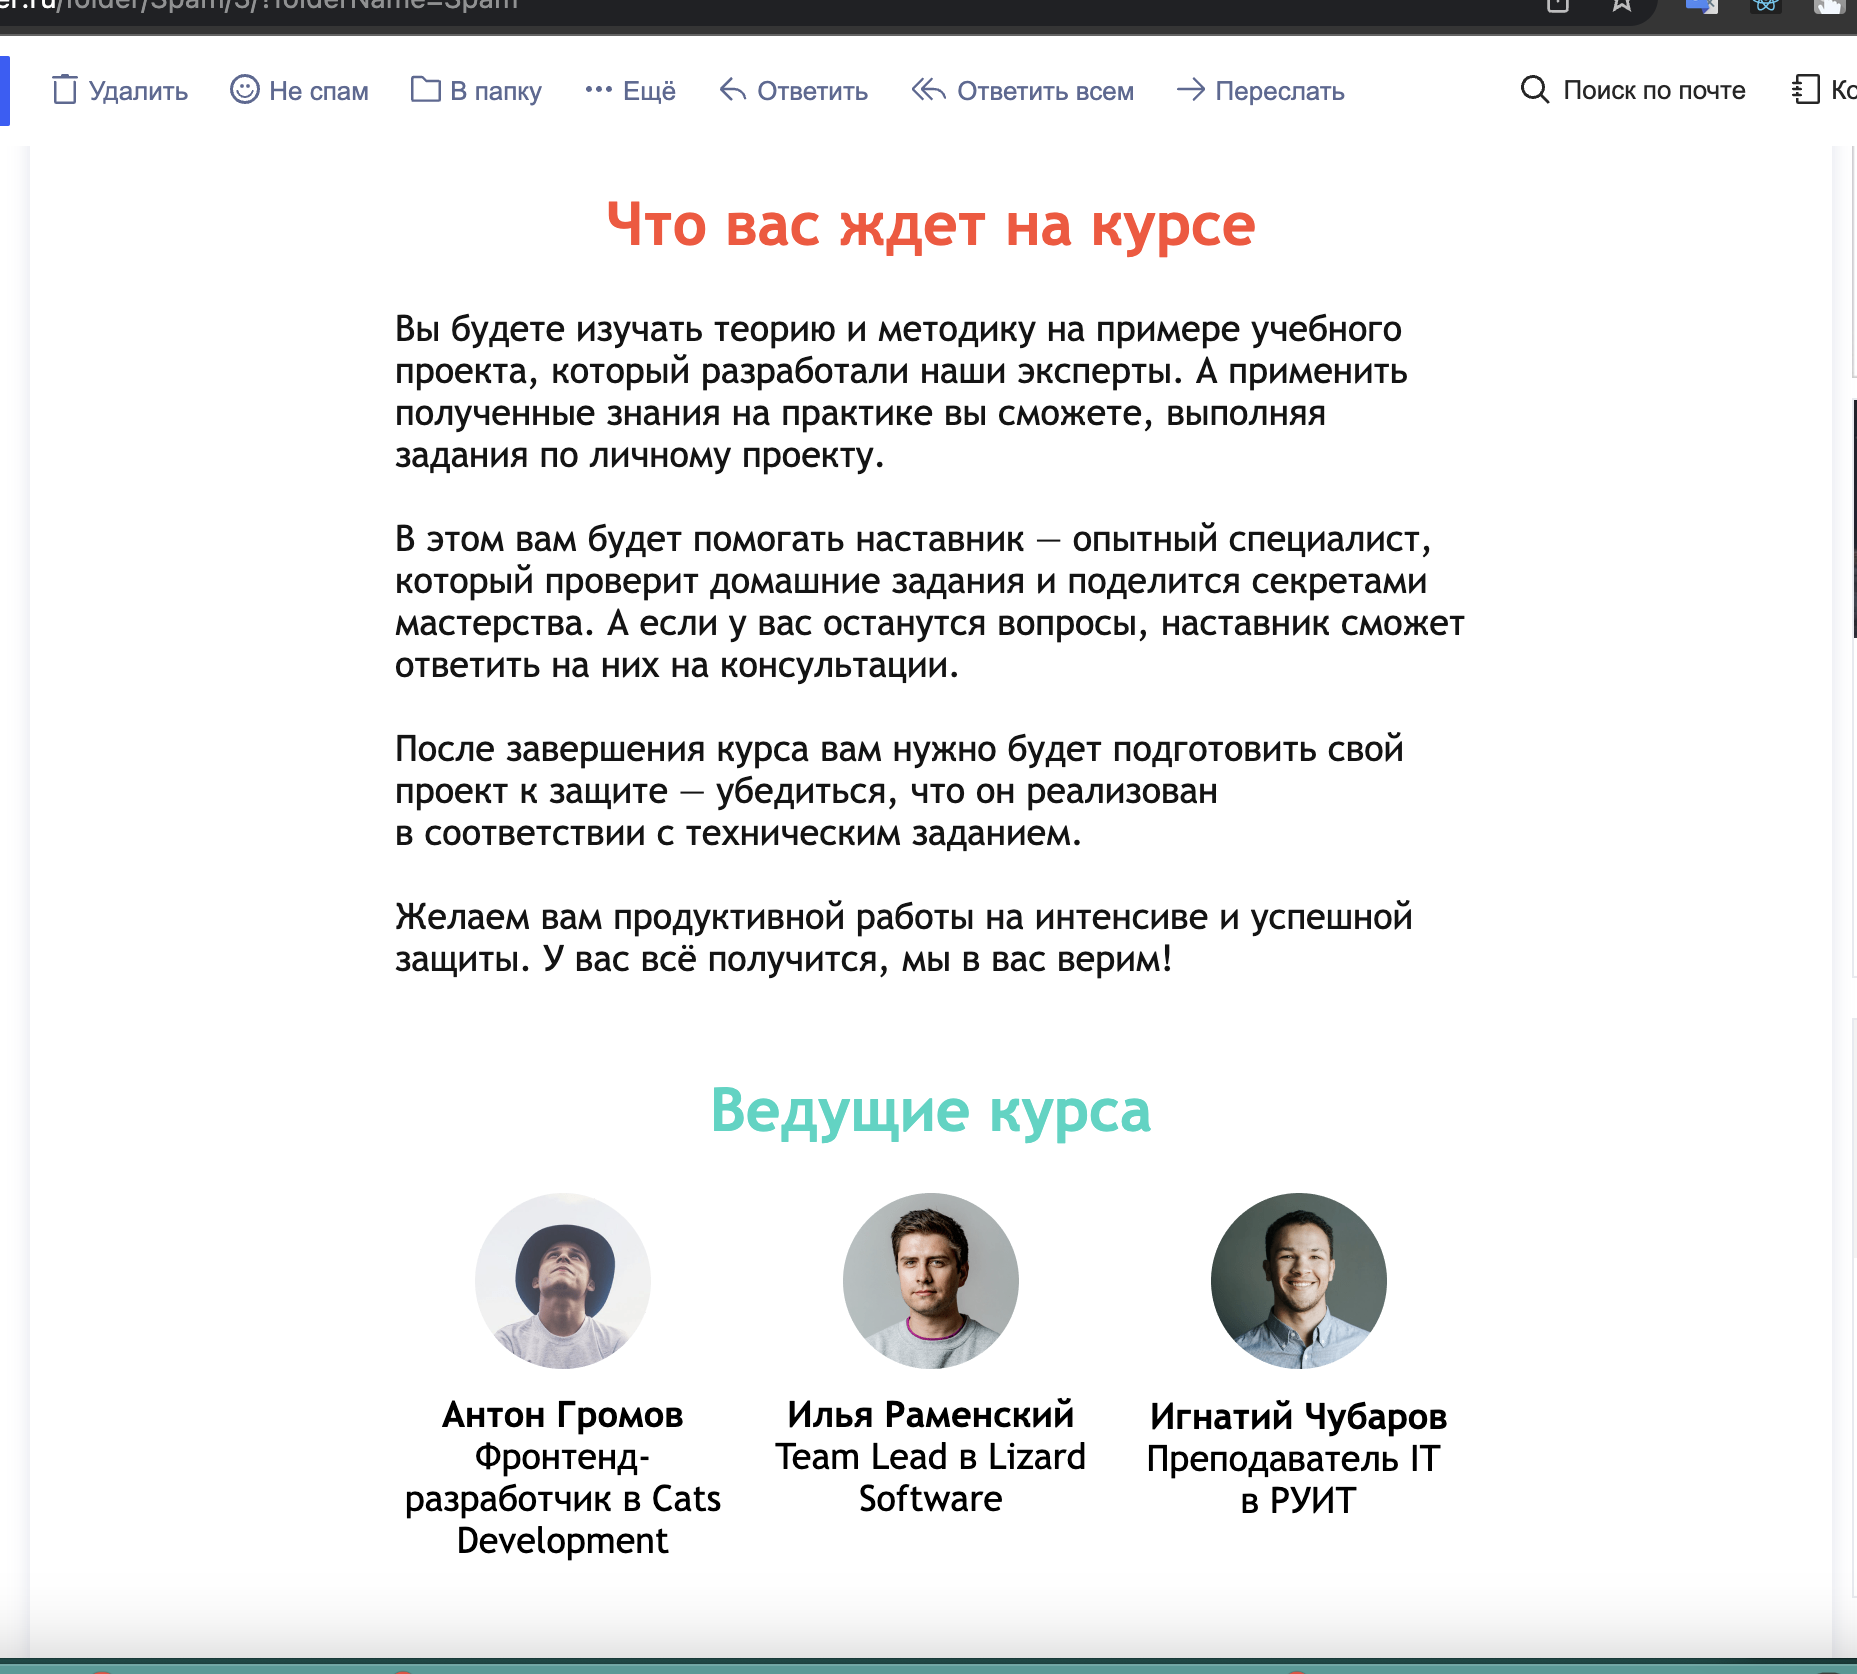 er.ru/folder/Spam/3/?folderName=Spam
Удалить
Не спам
В папку
Ещё
Ответить
Ответить всем
Переслать
Поиск по почте
Что вас ждет на курсе
Вы будете изучать теорию и методику на примере учебного
проекта, который разработали наши эксперты. А применить
полученные знания на практике вы сможете, выполняя
задания по личному проекту.
В этом вам будет помогать наставник — опытный специалист,
который проверит домашние задания и поделится секретами
мастерства. А если у вас останутся вопросы, наставник сможет
ответить на них на консультации.
После завершения курса вам нужно будет подготовить свой
проект к защите — убедиться, что он реализован
в соответствии с техническим заданием.
Желаем вам продуктивной работы на интенсиве и успешной
защиты. У вас всё получится, мы в вас верим!
Ведущие курса
Антон Громов
Фронтенд-
разработчик в Cats
Development
Илья Раменский
Team Lead в Lizard
Software
Игнатий Чубаров
Преподаватель IT
в РУИТ